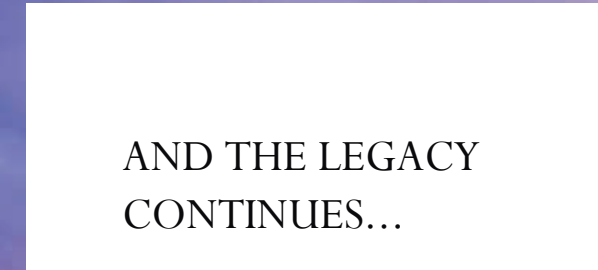 AND THE LEGACY
CONTINUES…